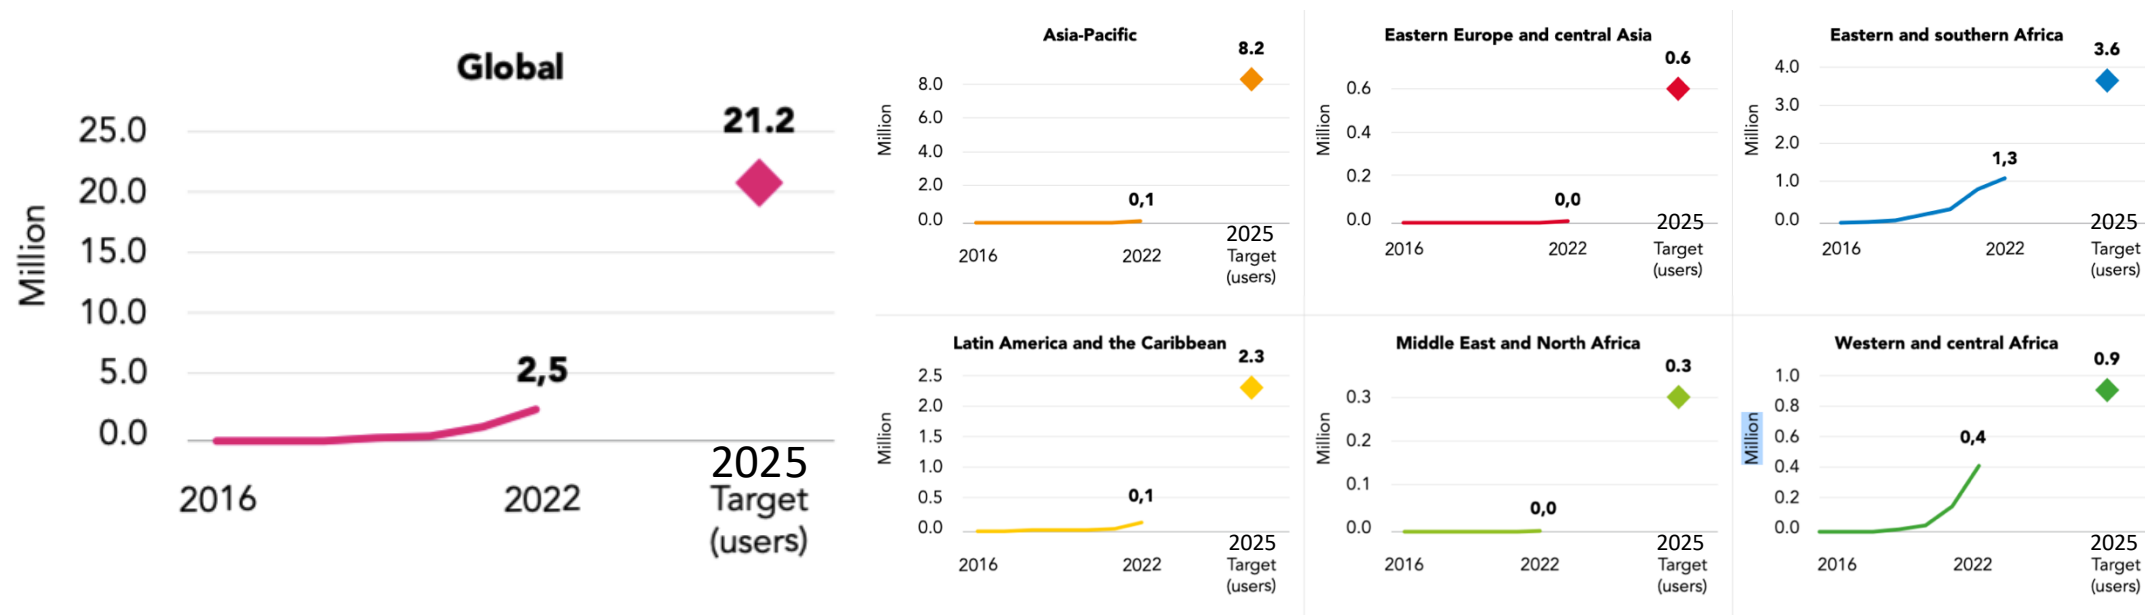 Global
Million
25.0
20.0
15.0
10.0
5.0
0.0
21.2
2,5
2016
2022
2025
Target
(users)
Asia-Pacific
Million
8.0
6.0
4.0
2.0
0.0
8.2
0,1
2016
2022
2025
Target
(users)
Eastern Europe and central Asia
Million
0.6
0.4
0.2
0.0
0.6
0,0
2016
2022
2025
Target
(users)
Eastern and southern Africa
Million
4.0
3.0
2.0
1.0
0.0
3.6
1,3
2016
2022
2025
Target
(users)
Latin America and the Caribbean
Million
2.5
2.0
1.5
1.0
0.5
0.0
2.3
0,1
2016
2022
2025
Target
(users)
Middle East and North Africa
Million
0.3
0.2
0.1
0.0
0.3
0,0
2016
2022
2025
Target
(users)
Western and central Africa
Million
1.0
0.8
0.6
0.4
0.2
0.0
0.9
0,4
2016
2022
2025
Target
(users)